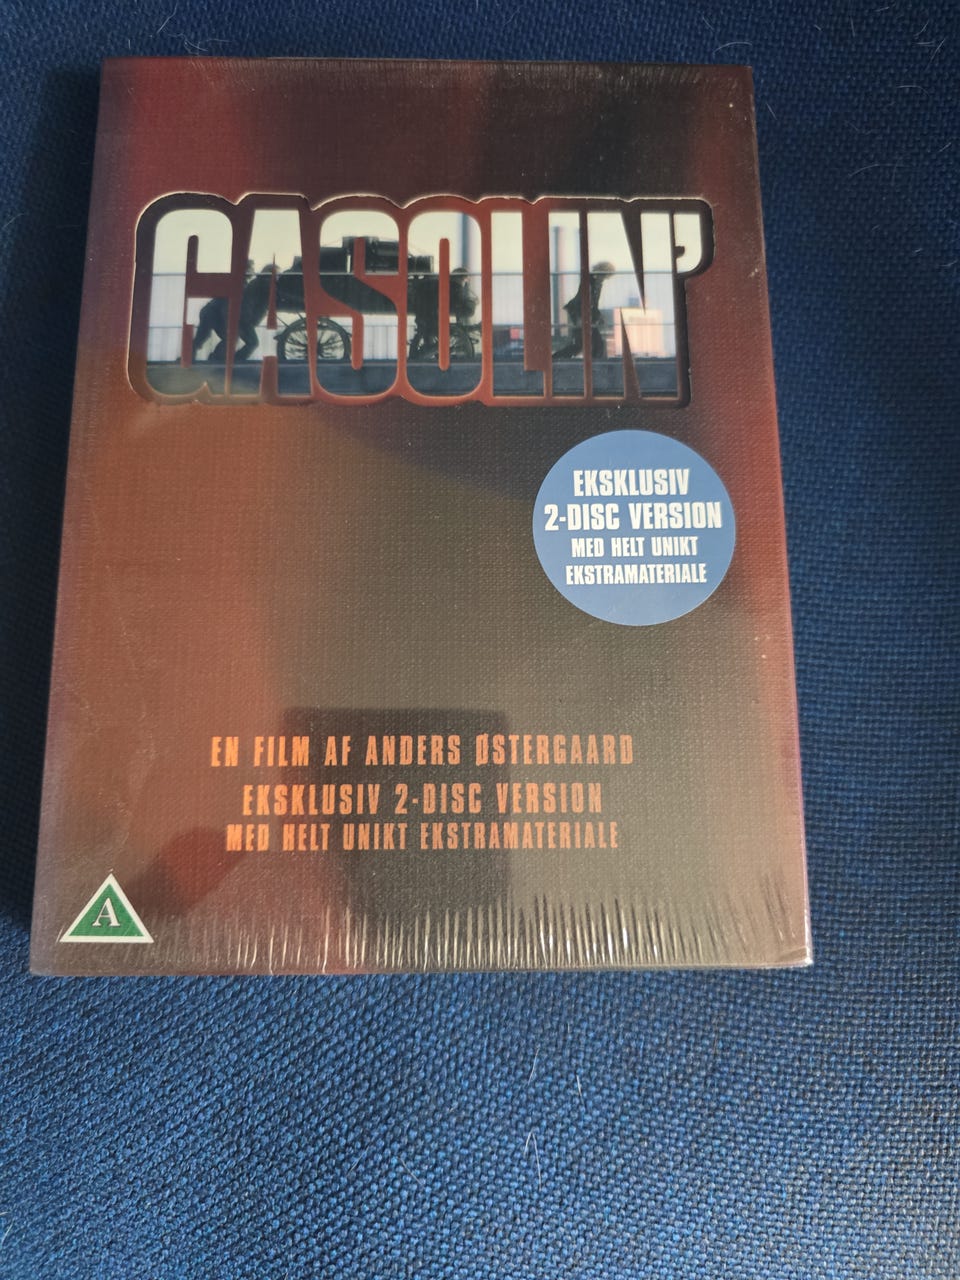 GASOLIN'
EKSKLUSIV
2-DISC VERSION
MED HELT UNIKT
EKSTRAMATERIALE
EN FILM AF ANDERS ØSTERGAARD
EKSKLUSIV 2-DISC VERSION
MED HELT UNIKT EKSTRAMATERIALE
A